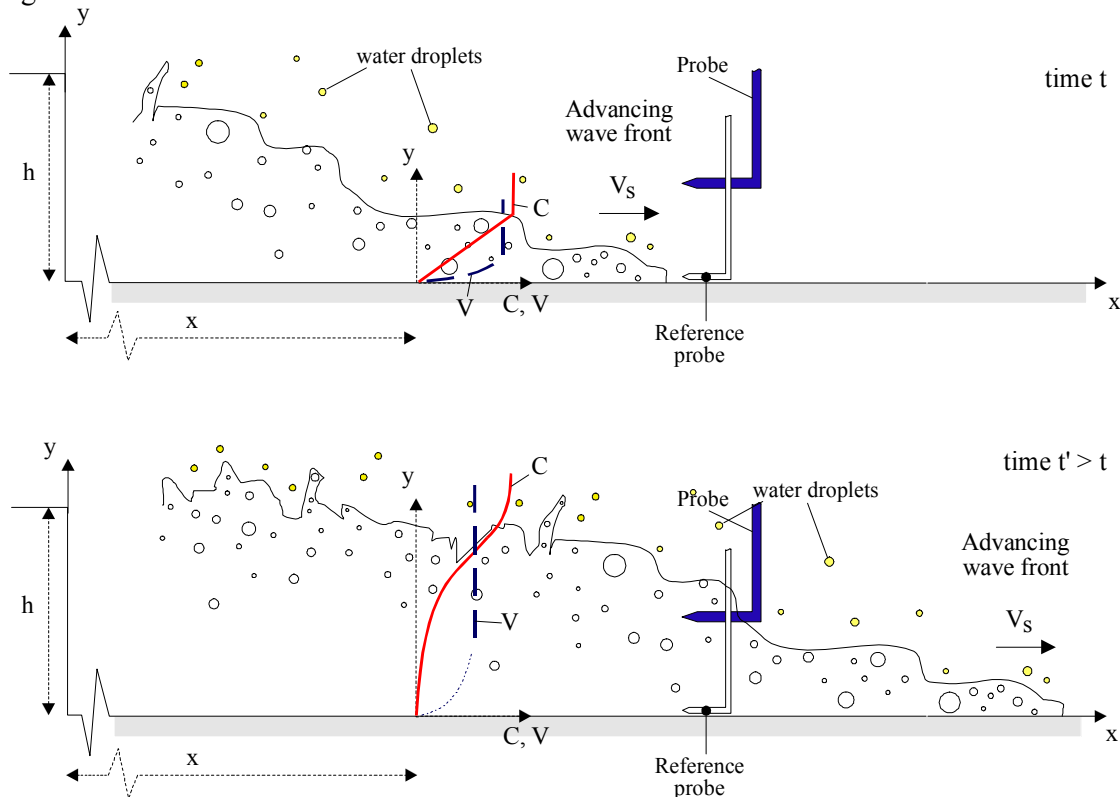 y
water droplets
Probe
time t
Advancing
wave front
h
y
V_s
C
V
C, V
x
x
Reference
probe
y
time t' > t
y
C
Probe
water droplets
Advancing
wave front
h
V
V_s
C, V
x
x
Reference
probe